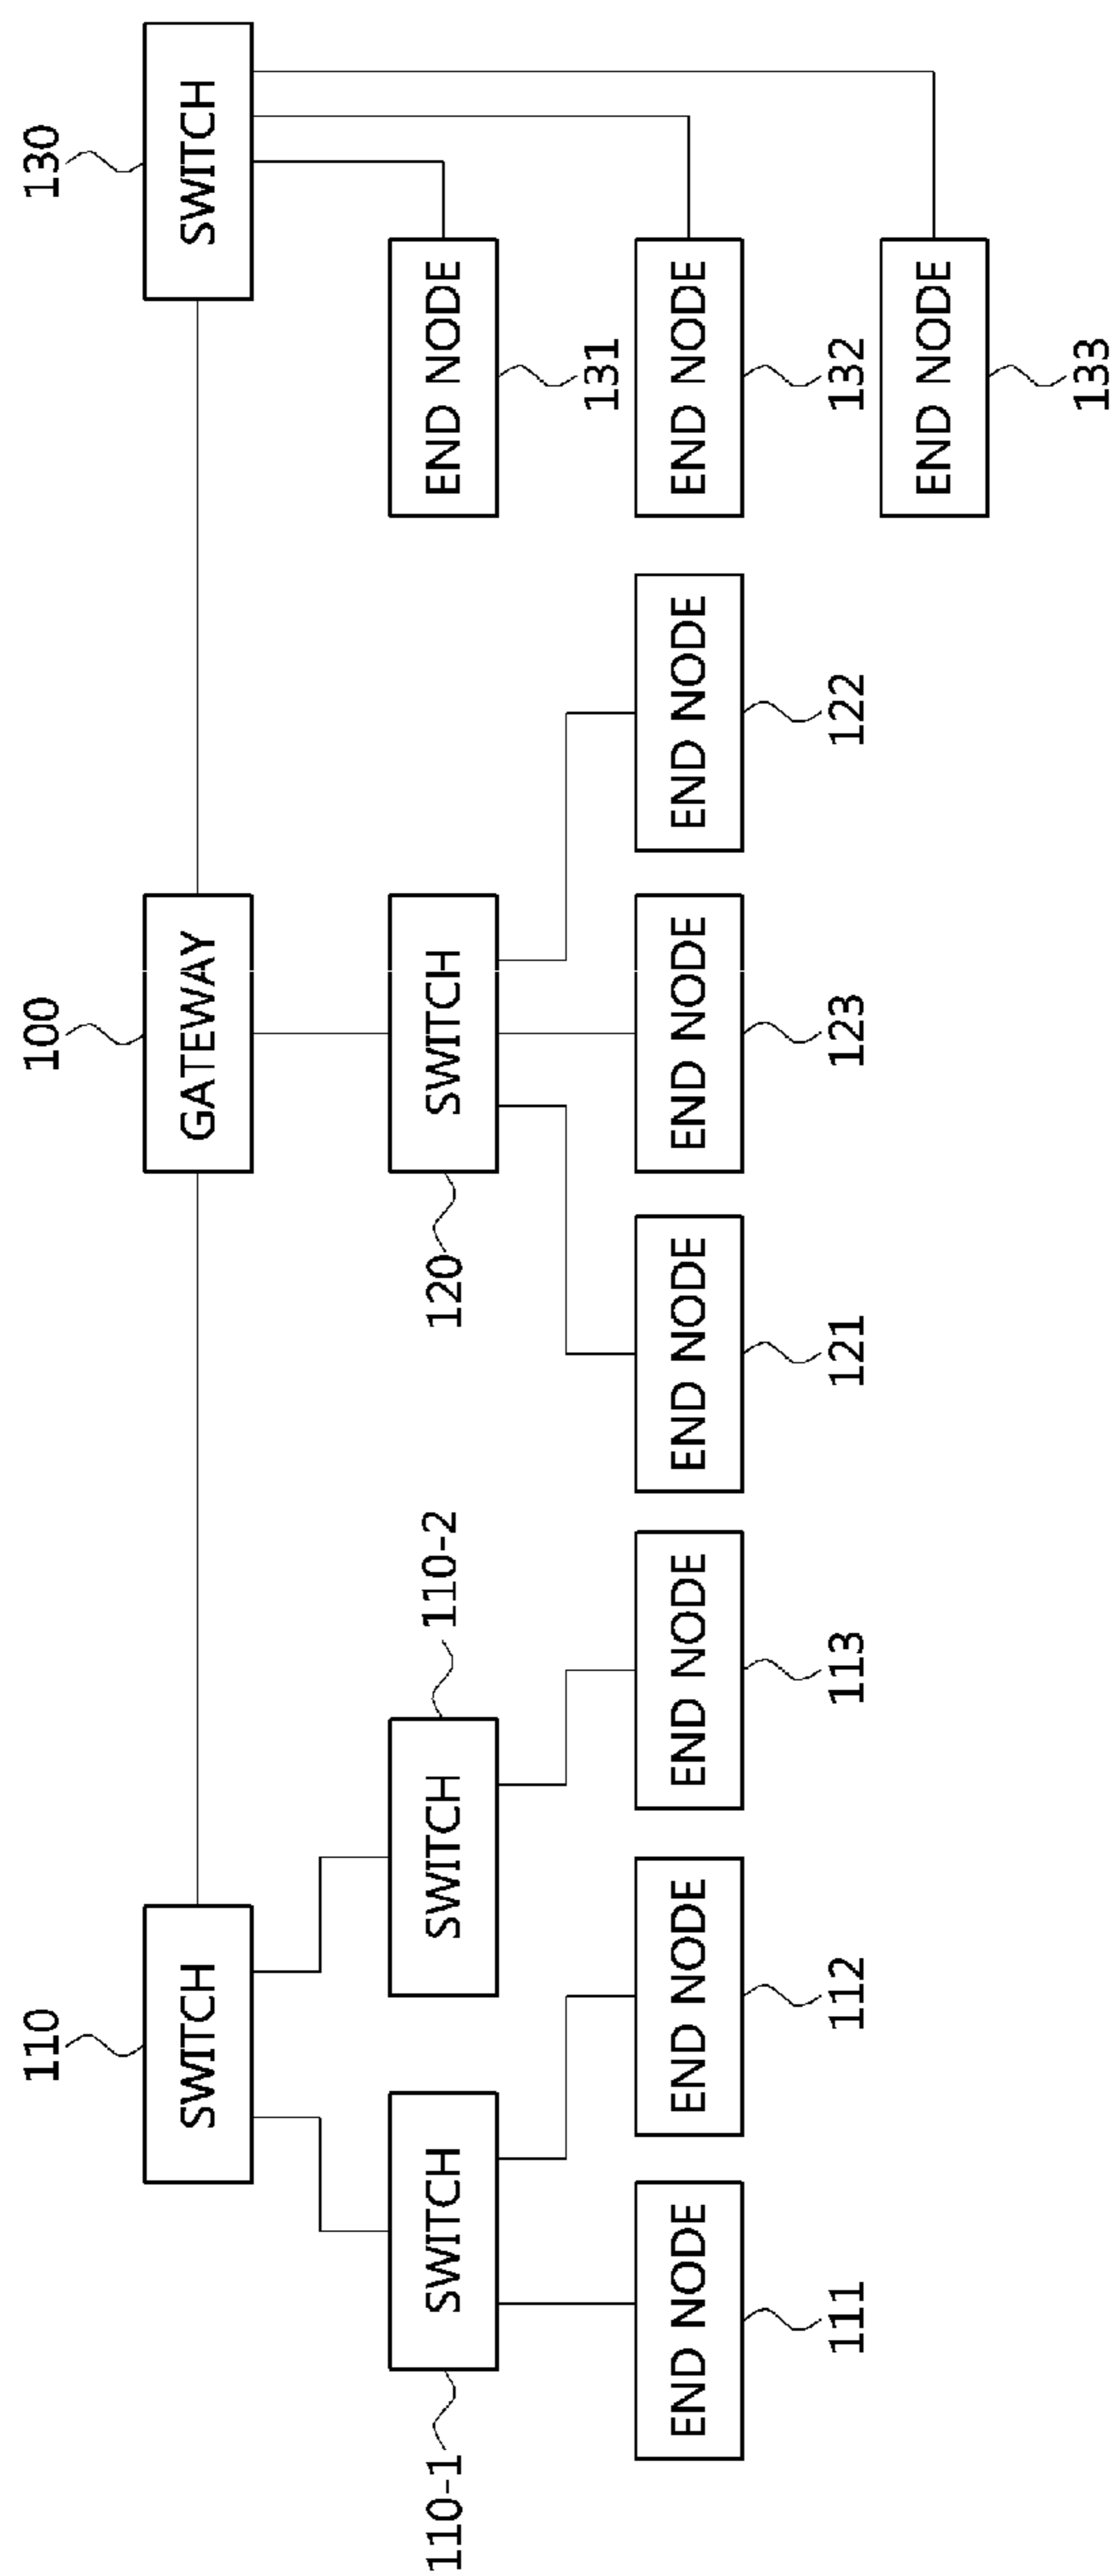 110
100
130
SWITCH
GATEWAY
SWITCH
110-1
SWITCH
SWITCH
110-2
120
SWITCH
END NODE
131
END NODE
END NODE
END NODE
END NODE
END NODE
END NODE
END NODE
111
112
113
121
123
122
132
END NODE
133